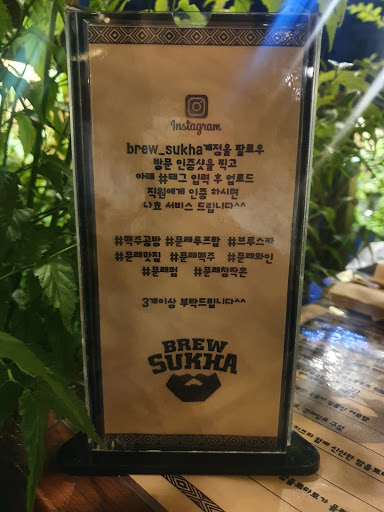 Instagram
brew_sukha계정을 팔로우
방문 인증샷을 찍고
아래 #태그 입력 후 업로드
직원에게 인증 하시면
나쵸 서비스 드립니다^^
#맥주공방 #문래루프탑 #브루스카
#문래맛집 #문래맥주 #문래와인
#문래펍 #문래창작촌
3개이상 부탁드립니다^^
BREW
SUKHA